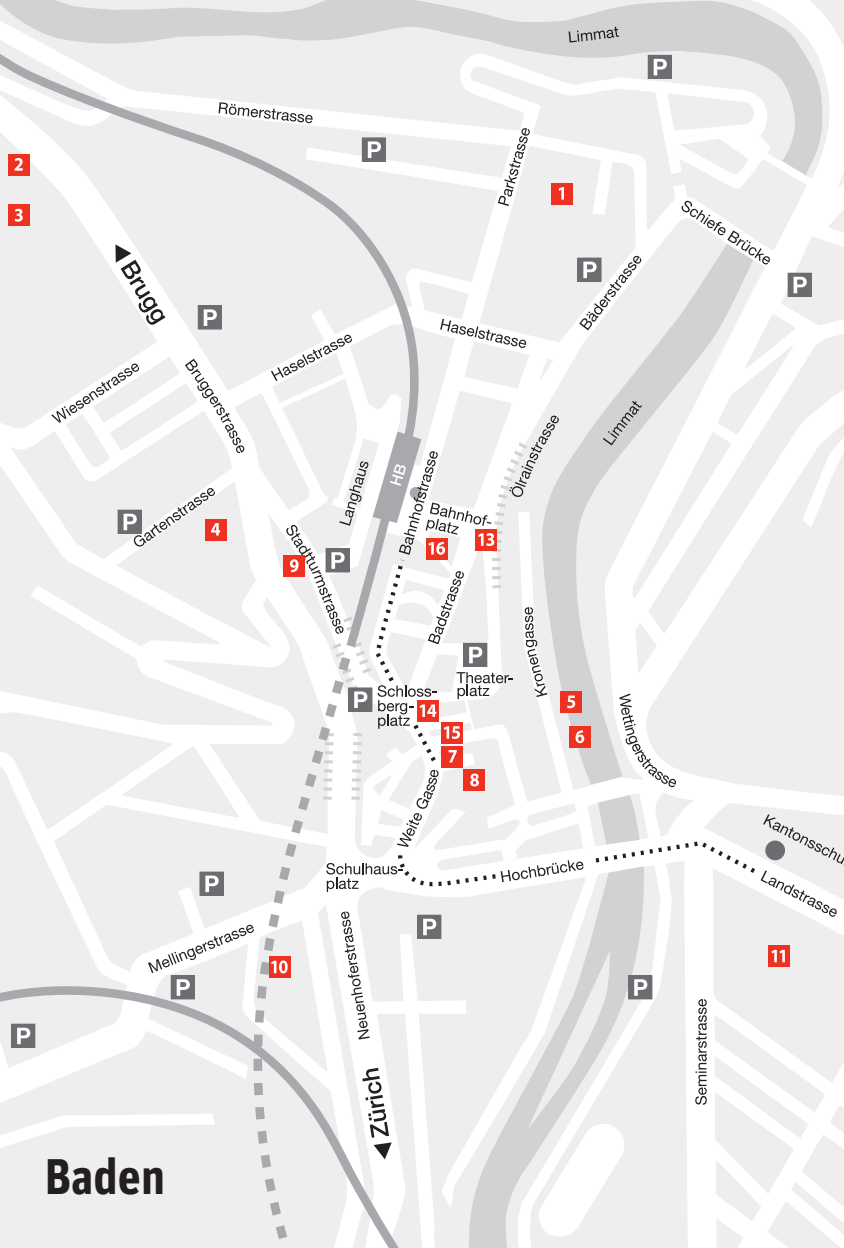 Limmat
P
Römerstrasse
P
Parkstrasse
2
1
3
Schiefe Brücke
Brugg
P
Bäderstrasse
P
P
Haselstrasse
Haselstrasse
Wiesenstrasse
Bruggerstrasse
Limmat
Ölrainstrasse
HB
Langhaus
Bahnhofstrasse
Gartenstrasse
P
4
Bahnhof-
platz
13
16
Stadtturmstrasse
9
P
Badstrasse
Kronengasse
P
Theater-
platz
P
Schloss-
berg-
platz
14
5
15
6
7
8
Wettingerstrasse
Weite Gasse
Kantonsschu
Schulhaus-
platz
Hochbrücke
Landstrasse
P
P
Mellingerstrasse
10
11
P
P
Neuenhoferstrasse
P
Seminarstrasse
Zürich
Baden